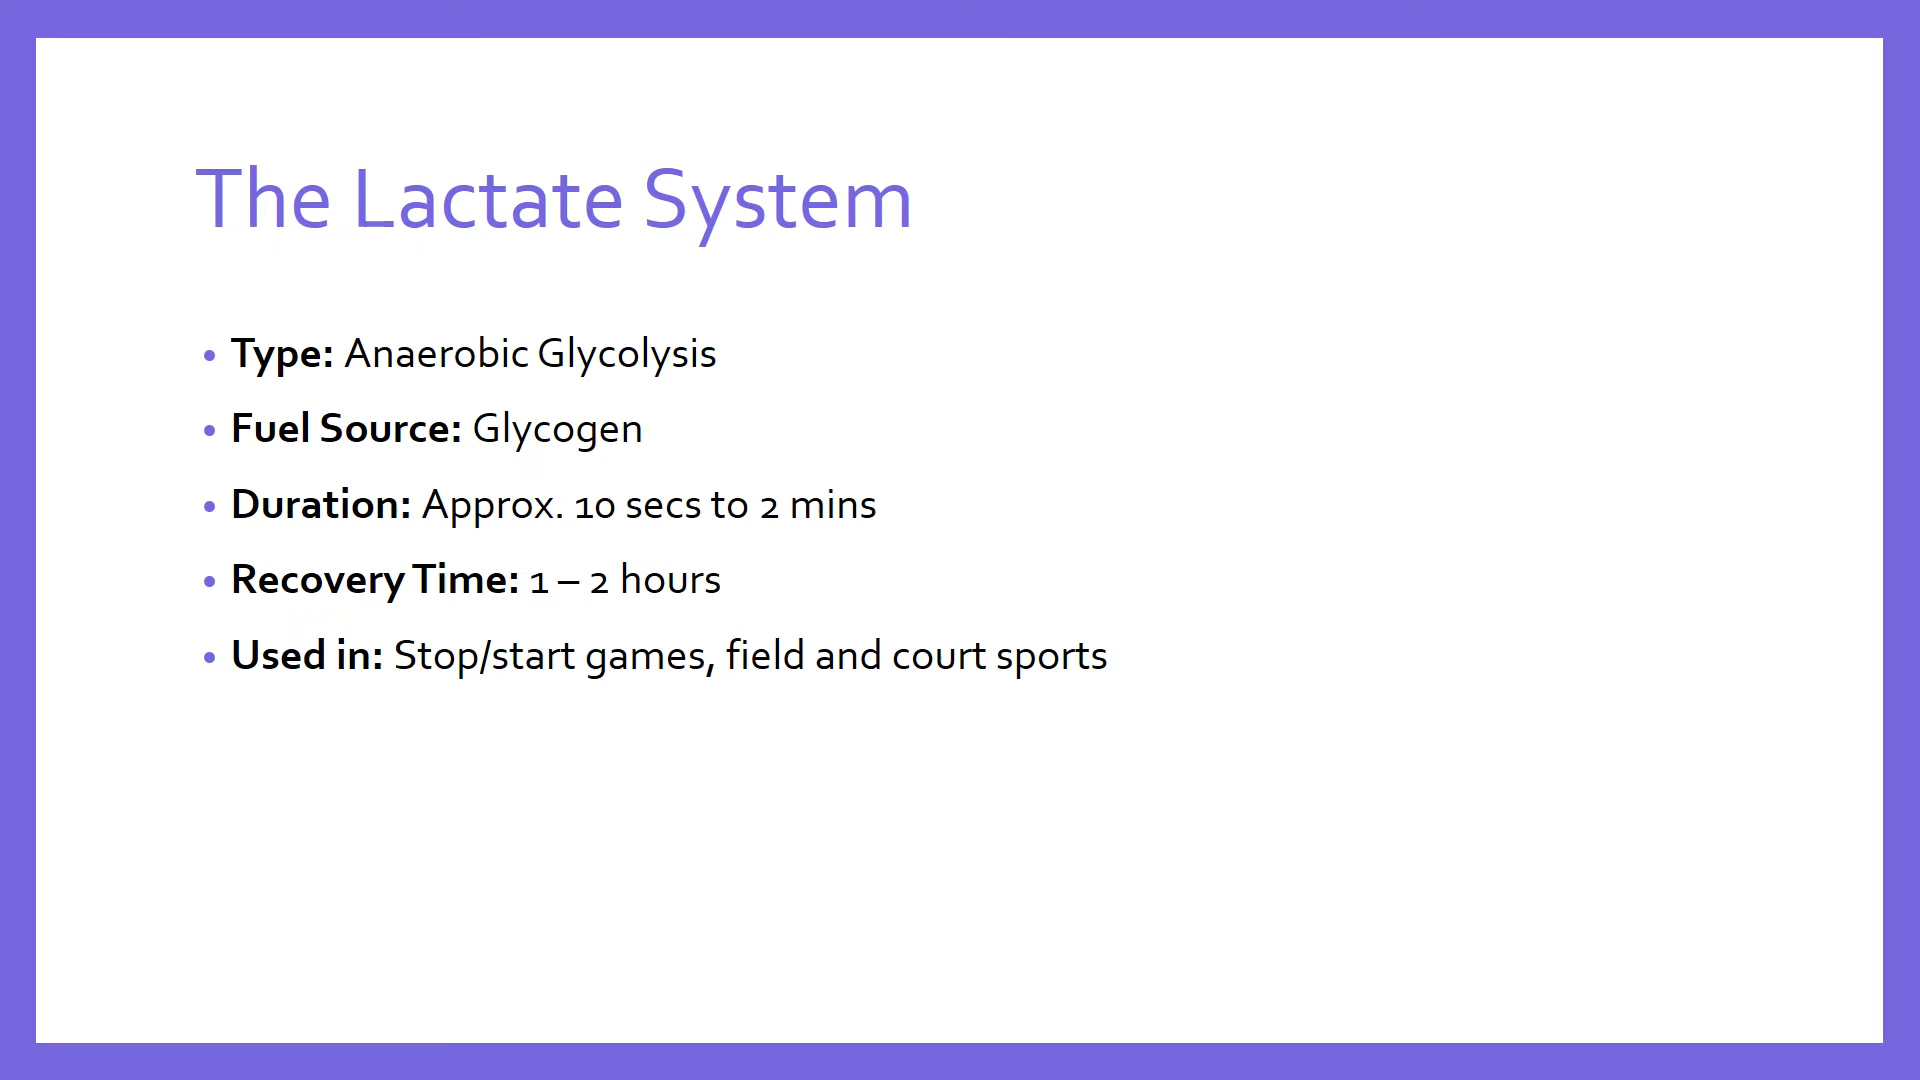 The Lactate System
• Type: Anaerobic Glycolysis
• Fuel Source: Glycogen
• Duration: Approx. 10 secs to 2 mins
• Recovery Time: 1 – 2 hours
• Used in: Stop/start games, field and court sports